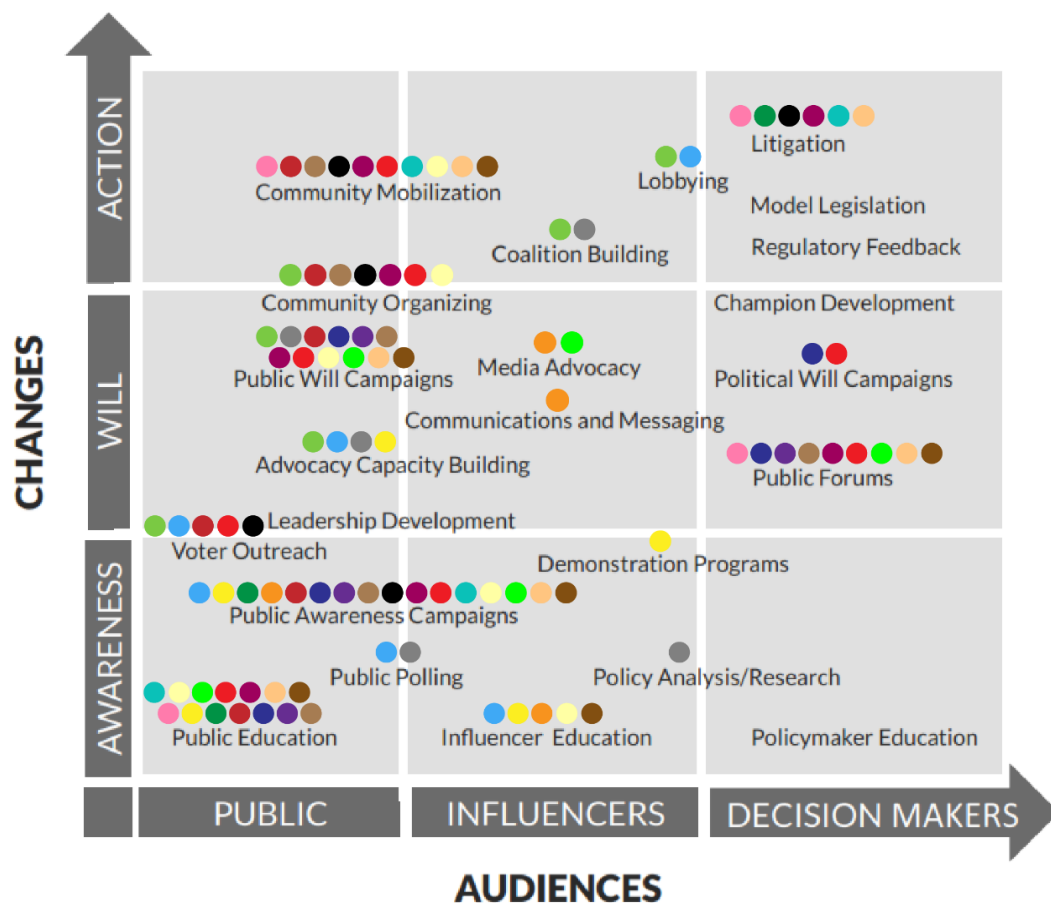 ACTION
Litigation
Lobbying
Community Mobilization
Model Legislation
Regulatory Feedback
Coalition Building
Community Organizing
Champion Development
CHANGES
WILL
Media Advocacy
Public Will Campaigns
Political Will Campaigns
Communications and Messaging
Advocacy Capacity Building
Public Forums
Leadership Development
Voter Outreach
AWARENESS
Demonstration Programs
Public Awareness Campaigns
Public Polling
Policy Analysis/Research
Public Education
Influencer Education
Policymaker Education
PUBLIC
INFLUENCERS
DECISION MAKERS
AUDIENCES